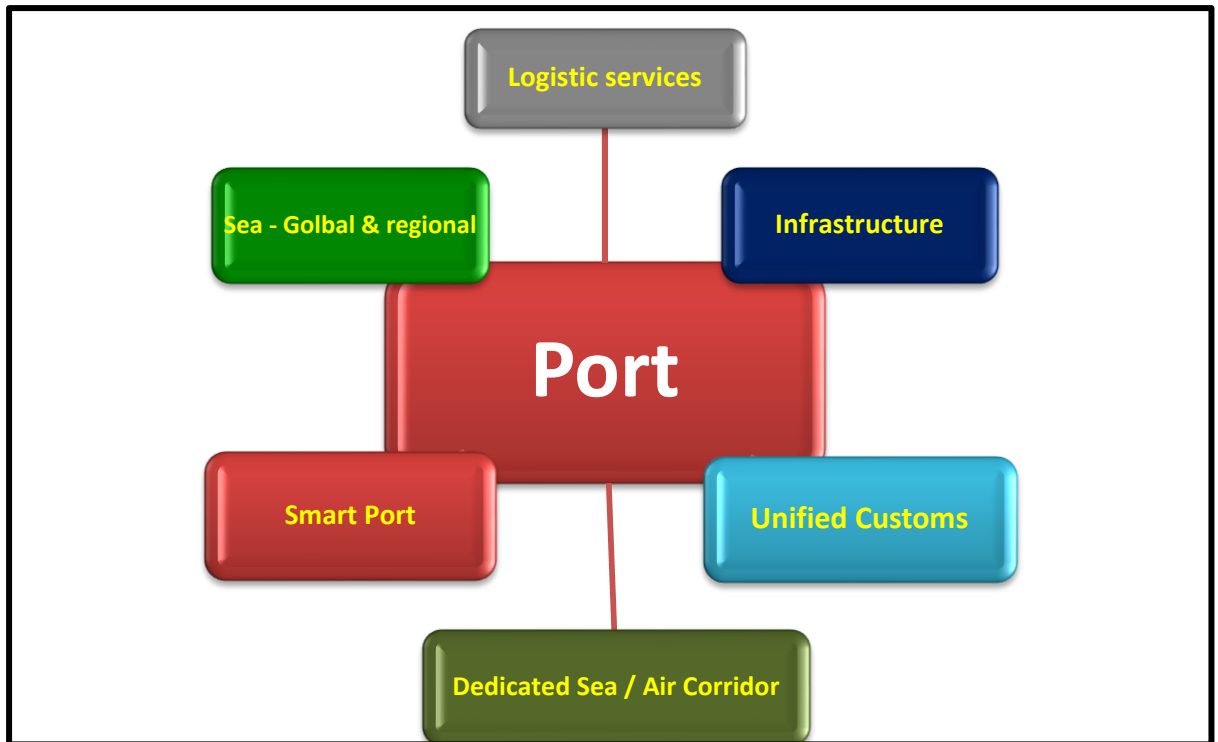 Logistic services
Sea - Golbal & regional
Infrastructure
Port
Smart Port
Unified Customs
Dedicated Sea / Air Corridor